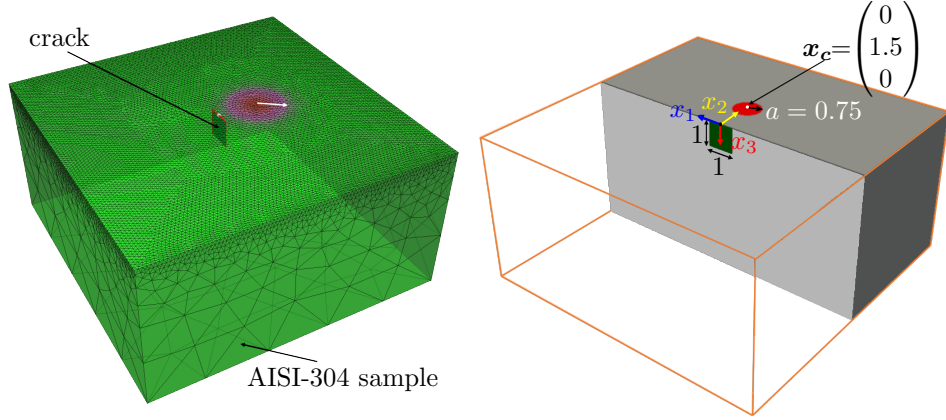 crack
AISI-304 sample
x_c = (0
1.5
0)
x_2
x_1
a = 0.75
1
x_3
1